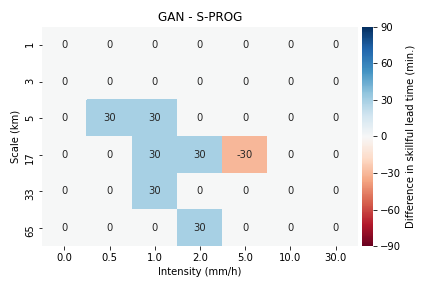 GAN - S-PROG
1 0 0 0 0 0 0 0
3 0 0 0 0 0 0 0
5 0 30 30 0 0 0 0
17 0 0 30 30 -30 0 0
33 0 0 30 0 0 0 0
65 0 0 0 30 0 0 0
0.0 0.5 1.0 2.0 5.0 10.0 30.0
Intensity (mm/h)
Scale (km)
90
60
30
0
−30
−60
−90
Difference in skillful lead time (min.)